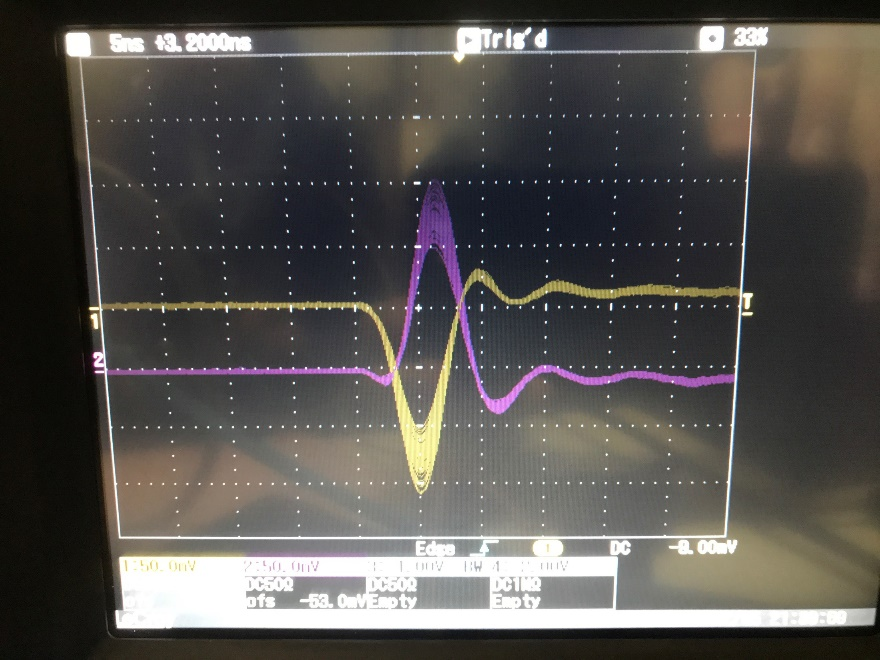 5ns +3.2000ns Trig'd 33%
T
1
2
Edge 1 DC -8.00mV
1:50.0mV 2:50.0mV
DC50Ω DC50Ω DC1MΩ
ofs -53.0mV Empty Empty